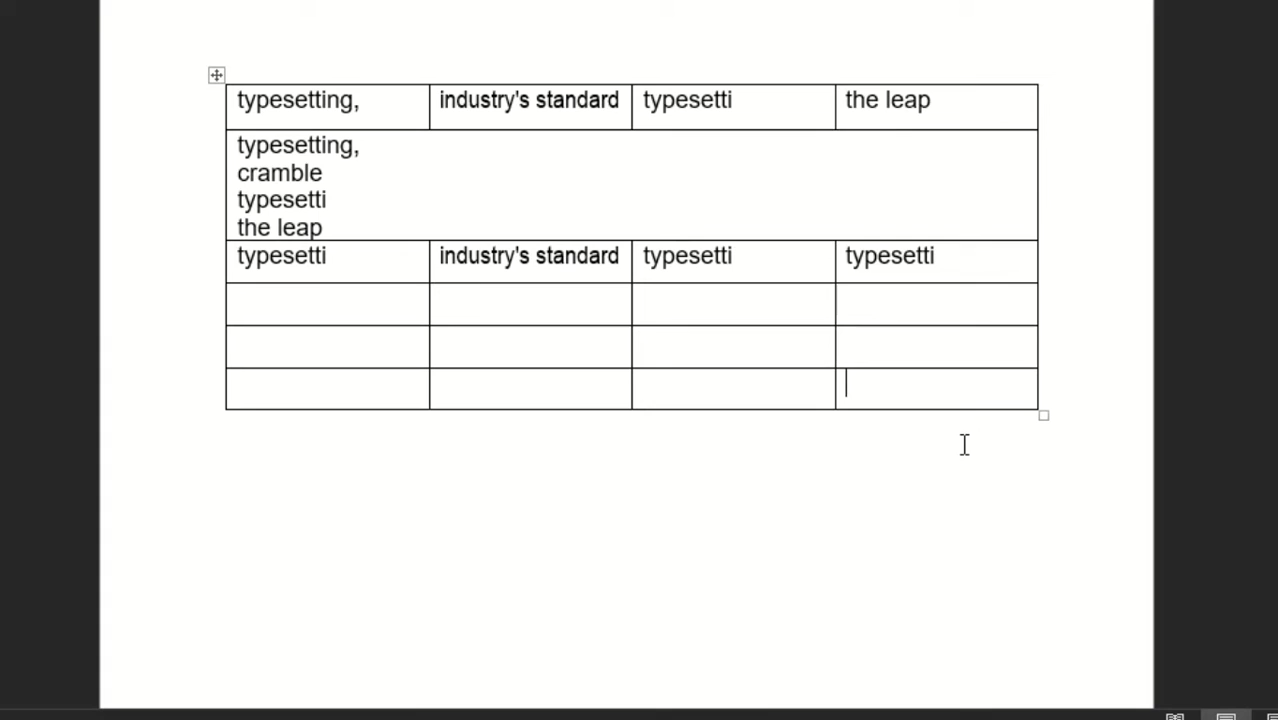 typesetting, industry's standard typesetti the leap
typesetting,
cramble
typesetti
the leap
typesetti industry's standard typesetti typesetti